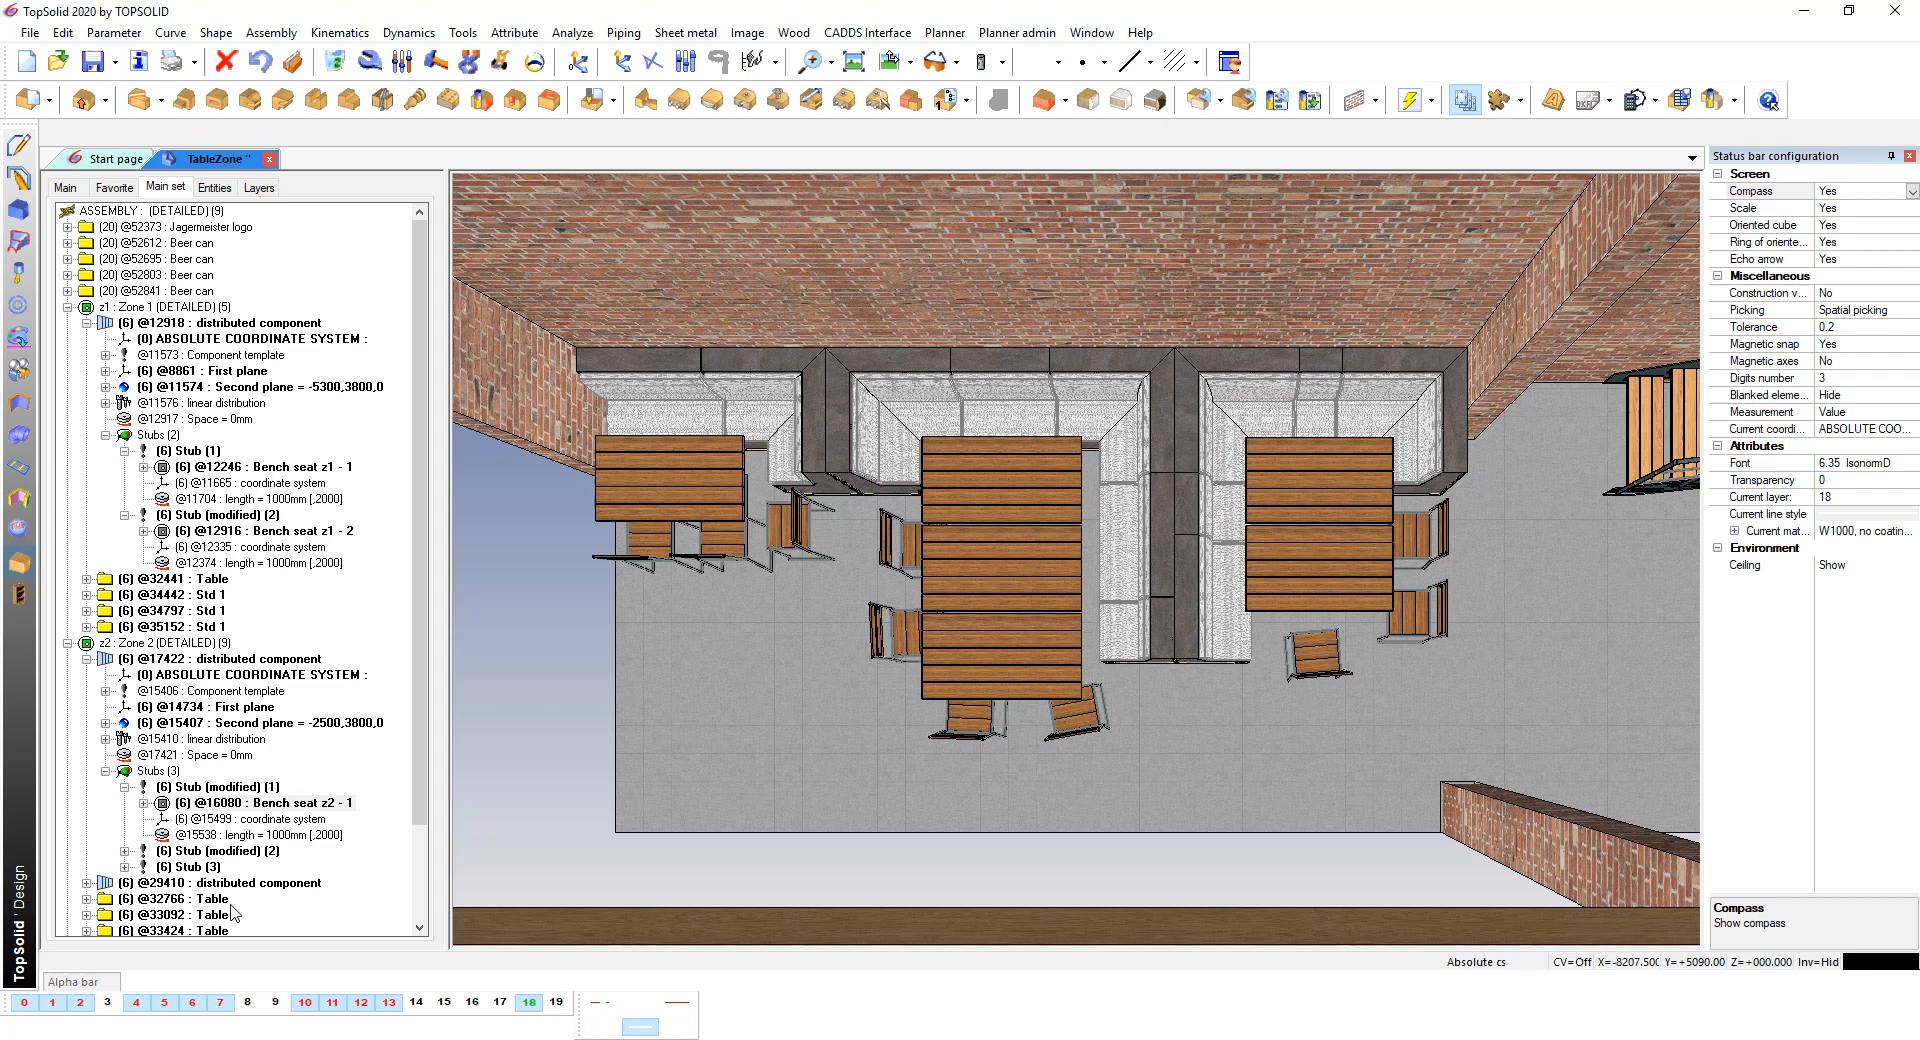 TopSolid 2020 by TOPSOLID
File Edit Parameter Curve Shape Assembly Kinematics Dynamics Tools Attribute Analyze Piping Sheet metal Image Wood CADDS Interface Planner Planner admin Window Help
Start page TableZone **
Main Favorite Main set Entities Layers
ASSEMBLY : (DETAILED) (9)
(20) @52373 : Jagermeister logo
(20) @52612 : Beer can
(20) @52695 : Beer can
(20) @52803 : Beer can
(20) @52841 : Beer can
z1 : Zone 1 (DETAILED) (5)
(6) @12918 : distributed component
(0) ABSOLUTE COORDINATE SYSTEM :
@11573 : Component template
(6) @8861 : First plane
(6) @11574 : Second plane = -5300,3800,0
@11576 : linear distribution
@12917 : Space = 0mm
Stubs (2)
(6) Stub (1)
(6) @12246 : Bench seat z1 - 1
(6) @11665 : coordinate system
@11704 : length = 1000mm [,2000]
(6) Stub (modified) (2)
(6) @12916 : Bench seat z1 - 2
(6) @12335 : coordinate system
@12374 : length = 1000mm [,2000]
(6) @32441 : Table
(6) @34442 : Std 1
(6) @34797 : Std 1
(6) @35152 : Std 1
z2 : Zone 2 (DETAILED) (9)
(6) @17422 : distributed component
(0) ABSOLUTE COORDINATE SYSTEM :
@15406 : Component template
(6) @14734 : First plane
(6) @15407 : Second plane = -2500,3800,0
@15410 : linear distribution
@17421 : Space = 0mm
Stubs (3)
(6) Stub (modified) (1)
(6) @16080 : Bench seat z2 - 1
(6) @15499 : coordinate system
@15538 : length = 1000mm [,2000]
(6) Stub (modified) (2)
(6) Stub (3)
(6) @29410 : distributed component
(6) @32766 : Table
(6) @33092 : Table
(6) @33424 : Table
TopSolid ' Design
Status bar configuration
Screen
Compass Yes
Scale Yes
Oriented cube Yes
Ring of oriente... Yes
Echo arrow Yes
Miscellaneous
Construction v... No
Picking Spatial picking
Tolerance 0.2
Magnetic snap Yes
Magnetic axes No
Digits number 3
Blanked eleme... Hide
Measurement Value
Current coordi... ABSOLUTE COO...
Attributes
Font 6.35 IsonormD
Transparency 0
Current layer: 18
Current line style
Current mat... W1000, no coatin...
Environment
Ceiling Show
Compass
Show compass
Absolute cs CV=Off X=-8207.500 Y=+5090.00 Z=+000.000 Inv=Hid
Alpha bar
0 1 2 3 4 5 6 7 8 9 10 11 12 13 14 15 16 17 18 19